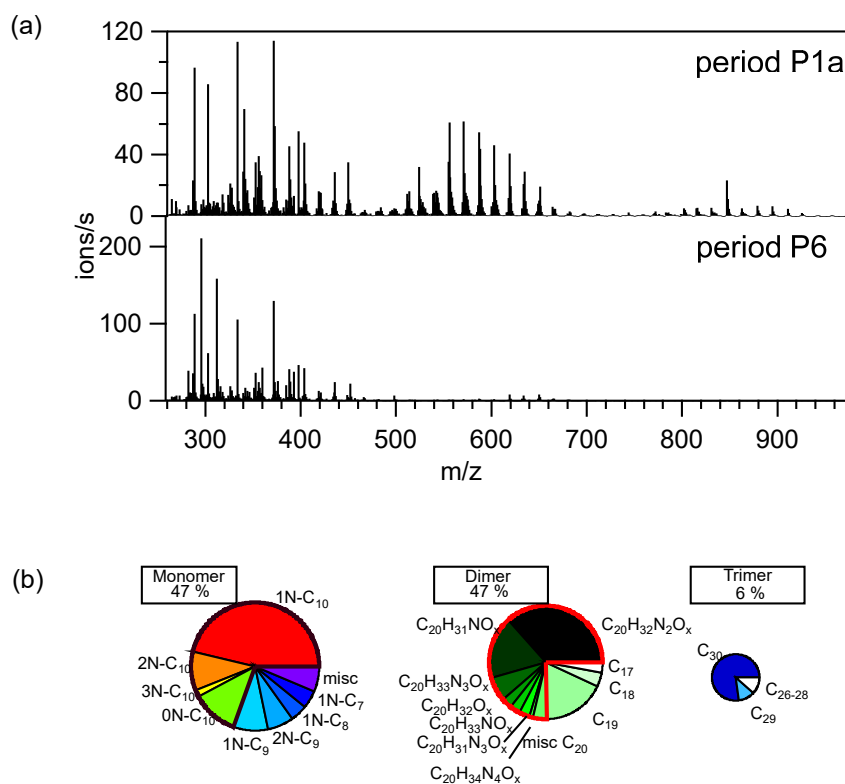 (a)
120
80
40
0
period P1a
200
100
0
period P6
ions/s
300 400 500 600 700 800 900
m/z
(b)
Monomer
47 %
1N-C₁₀
2N-C₁₀
3N-C₁₀
0N-C₁₀
1N-C₉
2N-C₉
1N-C₈
1N-C₇
misc
Dimer
47 %
C₂₀H₃₁NOₓ
C₂₀H₃₂N₂Oₓ
C₂₀H₃₃N₃Oₓ
C₂₀H₃₂Oₓ
C₂₀H₃₃NOₓ
C₂₀H₃₁N₃Oₓ
C₂₀H₃₄N₄Oₓ
misc C₂₀
C₁₉
C₁₈
C₁₇
Trimer
6 %
C₃₀
C₂₆₋₂₈
C₂₉